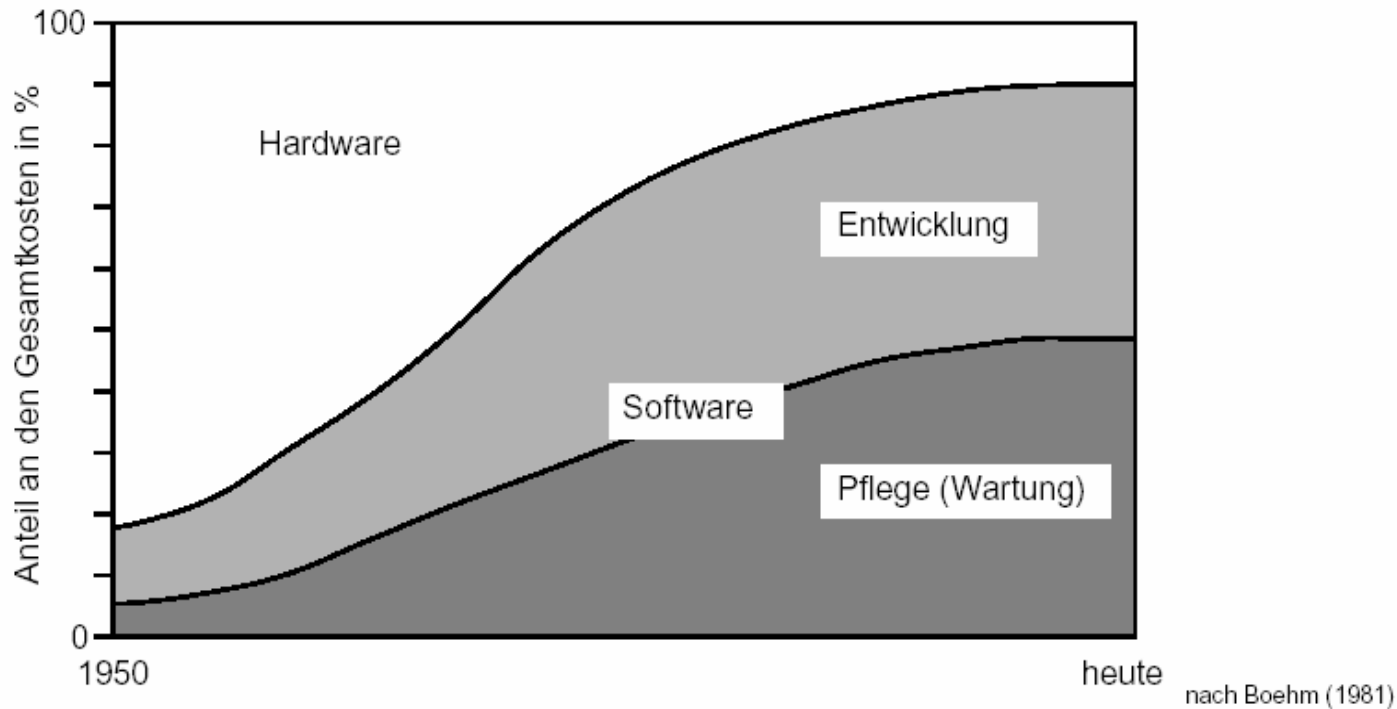 100
Anteil an den Gesamtkosten in %
Hardware
Entwicklung
Software
Pflege (Wartung)
0
1950
heute
nach Boehm (1981)